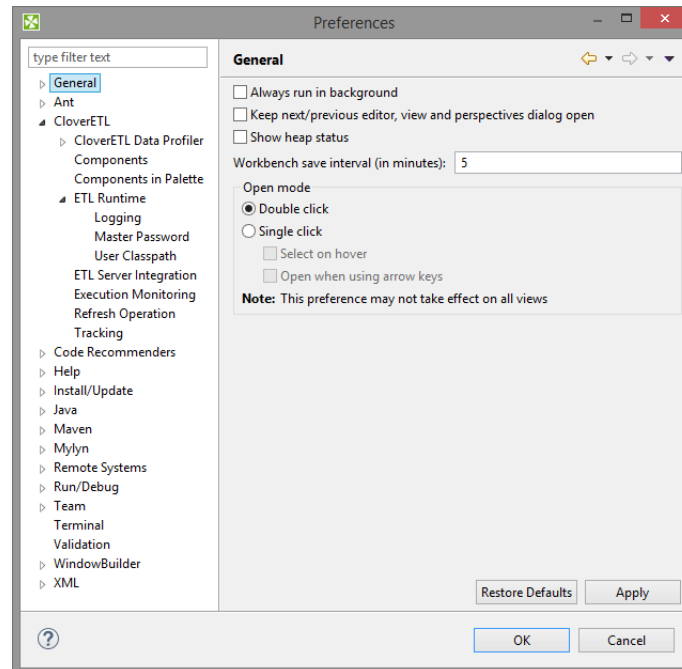 Preferences
type filter text
General
Ant
CloverETL
CloverETL Data Profiler
Components
Components in Palette
ETL Runtime
Logging
Master Password
User Classpath
ETL Server Integration
Execution Monitoring
Refresh Operation
Tracking
Code Recommenders
Help
Install/Update
Java
Maven
Mylyn
Remote Systems
Run/Debug
Team
Terminal
Validation
WindowBuilder
XML
General
Always run in background
Keep next/previous editor, view and perspectives dialog open
Show heap status
Workbench save interval (in minutes): 5
Open mode
Double click
Single click
Select on hover
Open when using arrow keys
Note: This preference may not take effect on all views
Restore Defaults Apply
OK Cancel